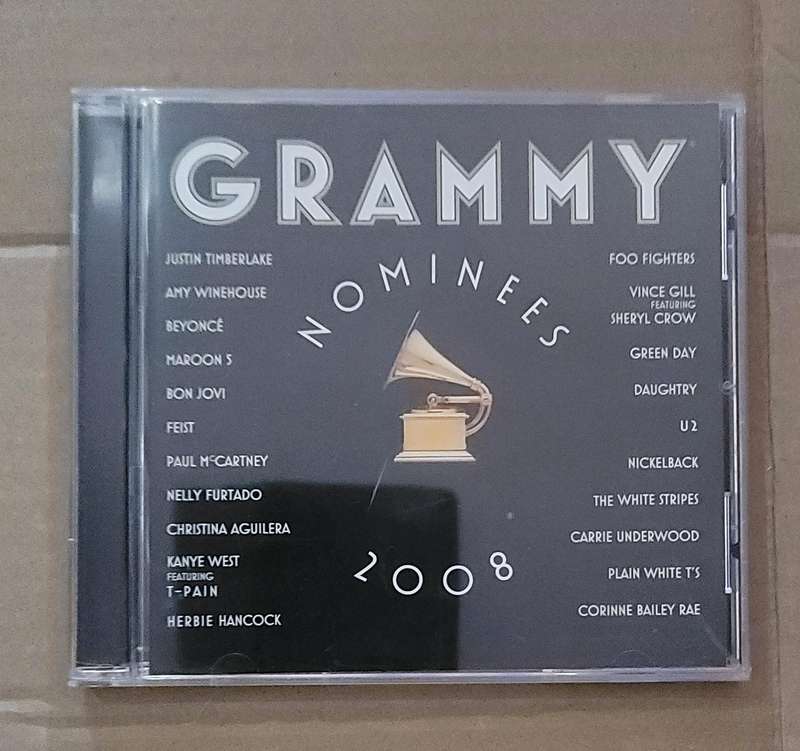 GRAMMY
NOMINEES
2008
JUSTIN TIMBERLAKE
AMY WINEHOUSE
BEYONCÉ
MAROON 5
BON JOVI
FEIST
PAUL McCARTNEY
NELLY FURTADO
CHRISTINA AGUILERA
KANYE WEST
FEATURING
T-PAIN
HERBIE HANCOCK
FOO FIGHTERS
VINCE GILL
FEATURING
SHERYL CROW
GREEN DAY
DAUGHTRY
U2
NICKELBACK
THE WHITE STRIPES
CARRIE UNDERWOOD
PLAIN WHITE T'S
CORINNE BAILEY RAE